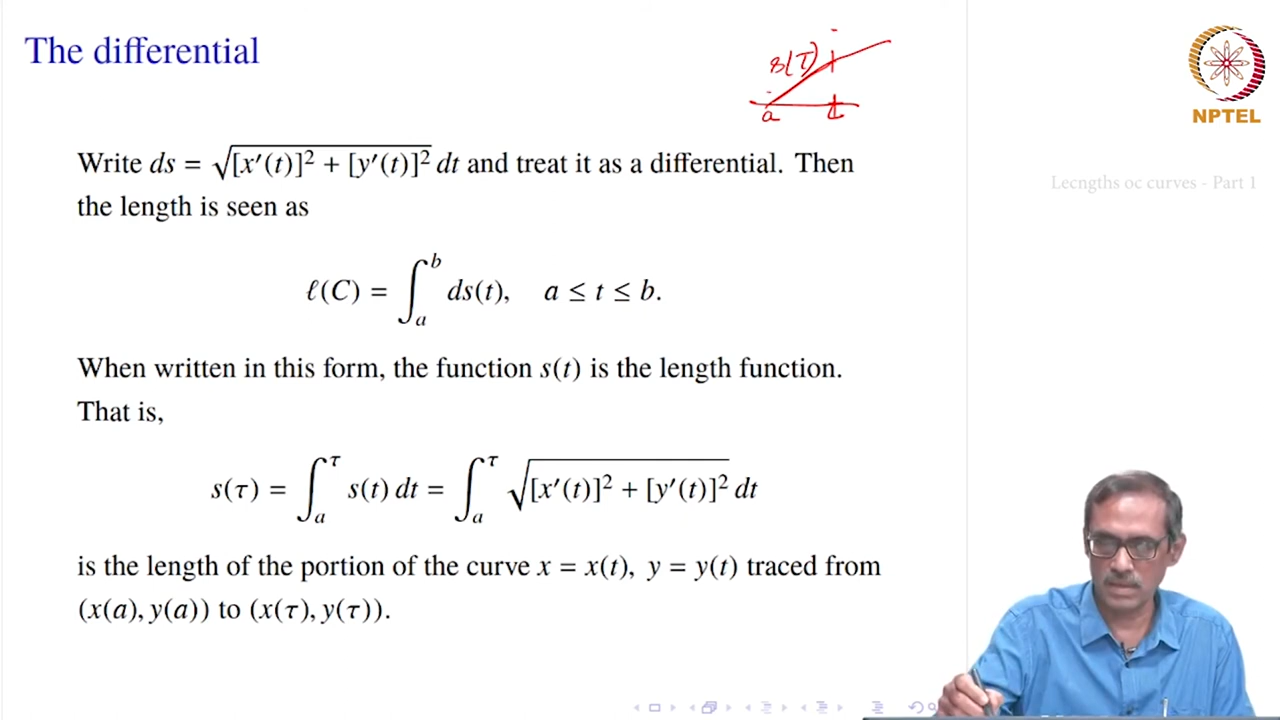 The differential
s(τ)
a
τ
NPTEL
Write ds = √[x′(t)]² + [y′(t)]² dt and treat it as a differential. Then
the length is seen as
Lecngths oc curves - Part 1
ℓ(C) = ∫ₐᵇ ds(t), a ≤ t ≤ b.
When written in this form, the function s(t) is the length function.
That is,
s(τ) = ∫ₐ^τ s(t) dt = ∫ₐ^τ √[x′(t)]² + [y′(t)]² dt
is the length of the portion of the curve x = x(t), y = y(t) traced from
(x(a), y(a)) to (x(τ), y(τ)).